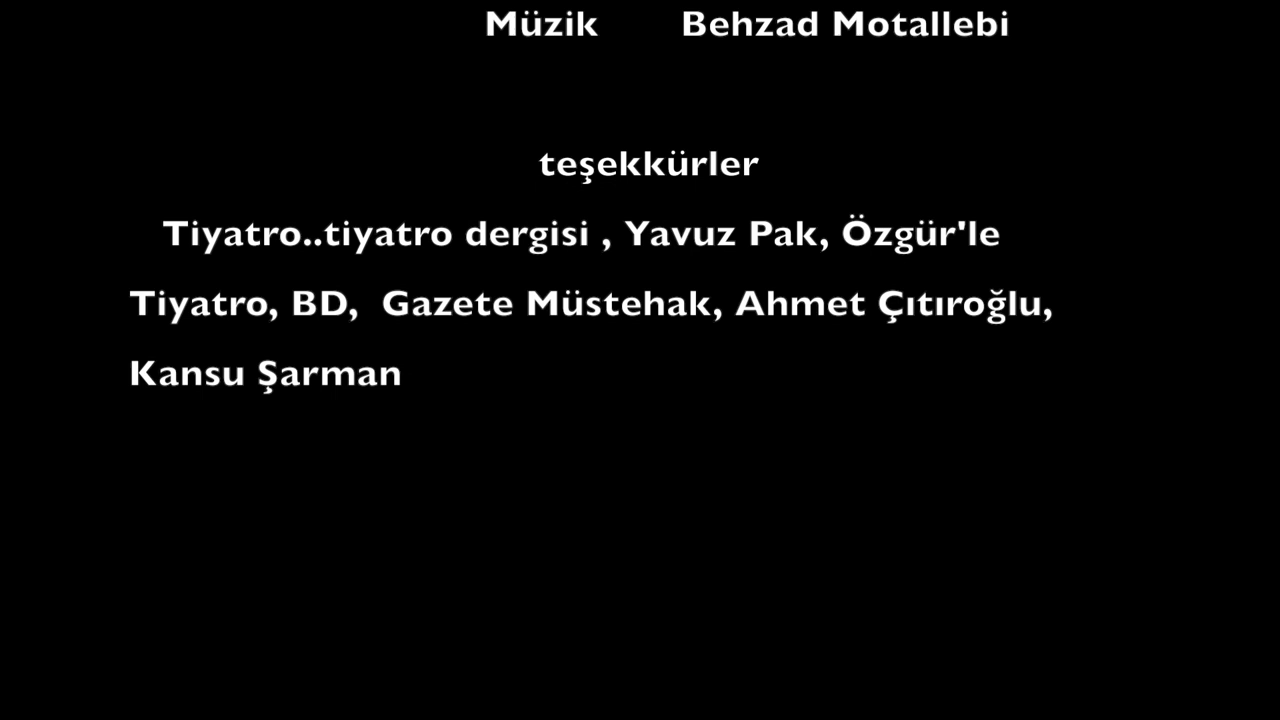 Müzik Behzad Motallebi
teşekkürler
Tiyatro..tiyatro dergisi , Yavuz Pak, Özgür'le
Tiyatro, BD, Gazete Müstehak, Ahmet Çıtıroğlu,
Kansu Şarman